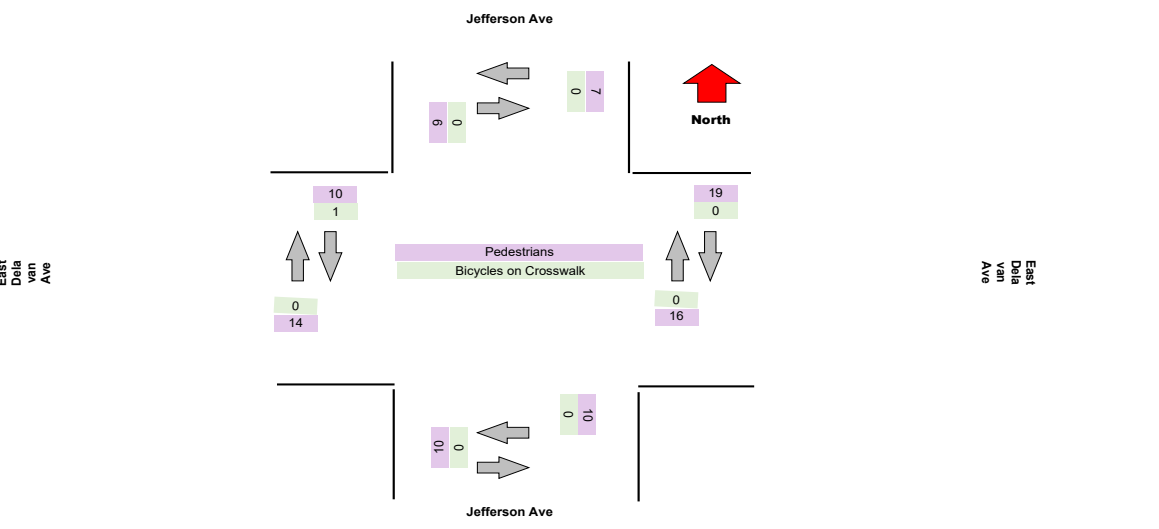 Jefferson Ave
0
7
9
0
North
10
1
19
0
Pedestrians
Bicycles on Crosswalk
East
Dela
van
Ave
East
Dela
van
Ave
0
14
0
16
0
10
10
0
Jefferson Ave